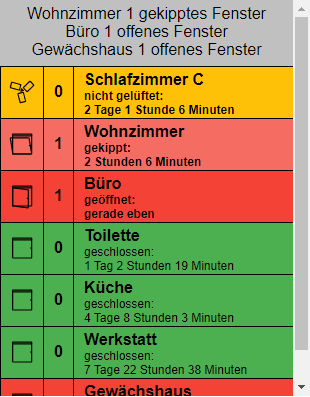 Wohnzimmer 1 gekipptes Fenster
Büro 1 offenes Fenster
Gewächshaus 1 offenes Fenster
0
Schlafzimmer C
nicht gelüftet:
2 Tage 1 Stunde 6 Minuten
1
Wohnzimmer
gekippt:
2 Stunden 6 Minuten
1
Büro
geöffnet:
gerade eben
0
Toilette
geschlossen:
1 Tag 2 Stunden 19 Minuten
0
Küche
geschlossen:
4 Tage 8 Stunden 3 Minuten
0
Werkstatt
geschlossen:
7 Tage 22 Stunden 38 Minuten
Gewächshaus